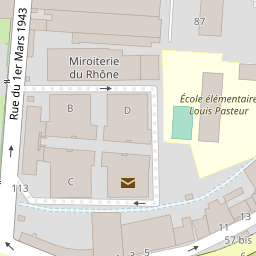 87
Rue du 1er Mars 1943
Miroiterie
du Rhône
École élémentaire
Louis Pasteur
B
D
C
113
11
13
57 bis
3
5